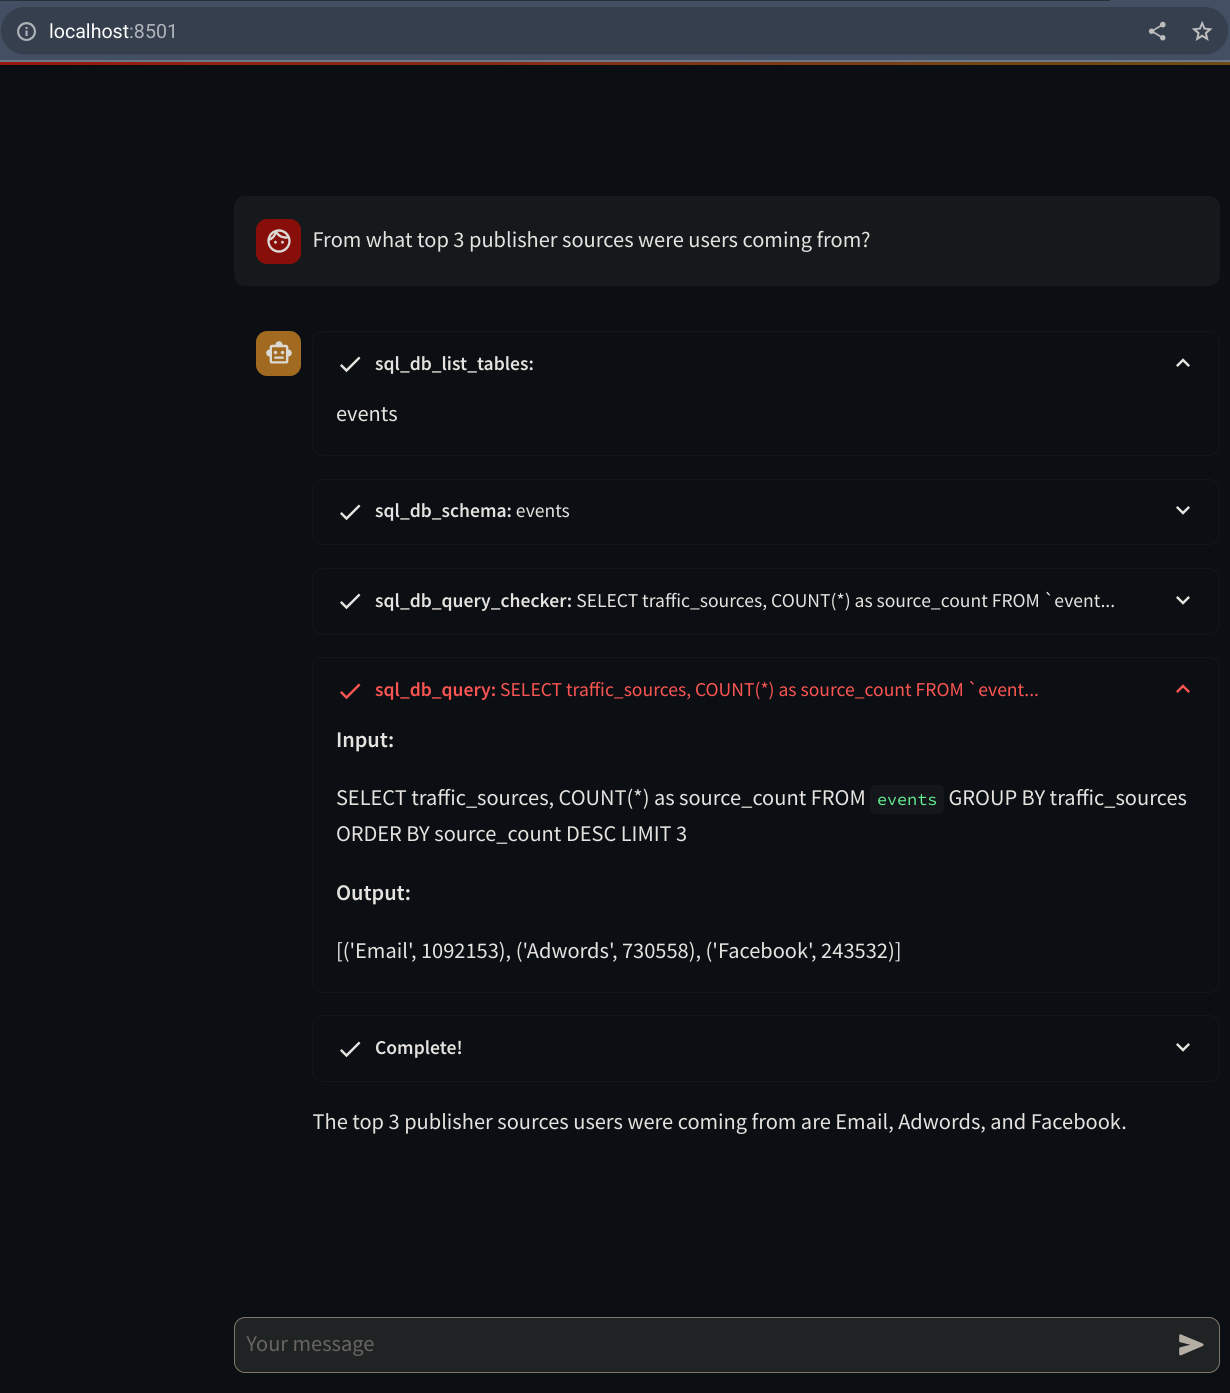 localhost:8501
From what top 3 publisher sources were users coming from?
sql_db_list_tables:
events
sql_db_schema: events
sql_db_query_checker: SELECT traffic_sources, COUNT(*) as source_count FROM `event...
sql_db_query: SELECT traffic_sources, COUNT(*) as source_count FROM `event...
Input:
SELECT traffic_sources, COUNT(*) as source_count FROM events GROUP BY traffic_sources
ORDER BY source_count DESC LIMIT 3
Output:
[('Email', 1092153), ('Adwords', 730558), ('Facebook', 243532)]
Complete!
The top 3 publisher sources users were coming from are Email, Adwords, and Facebook.
Your message